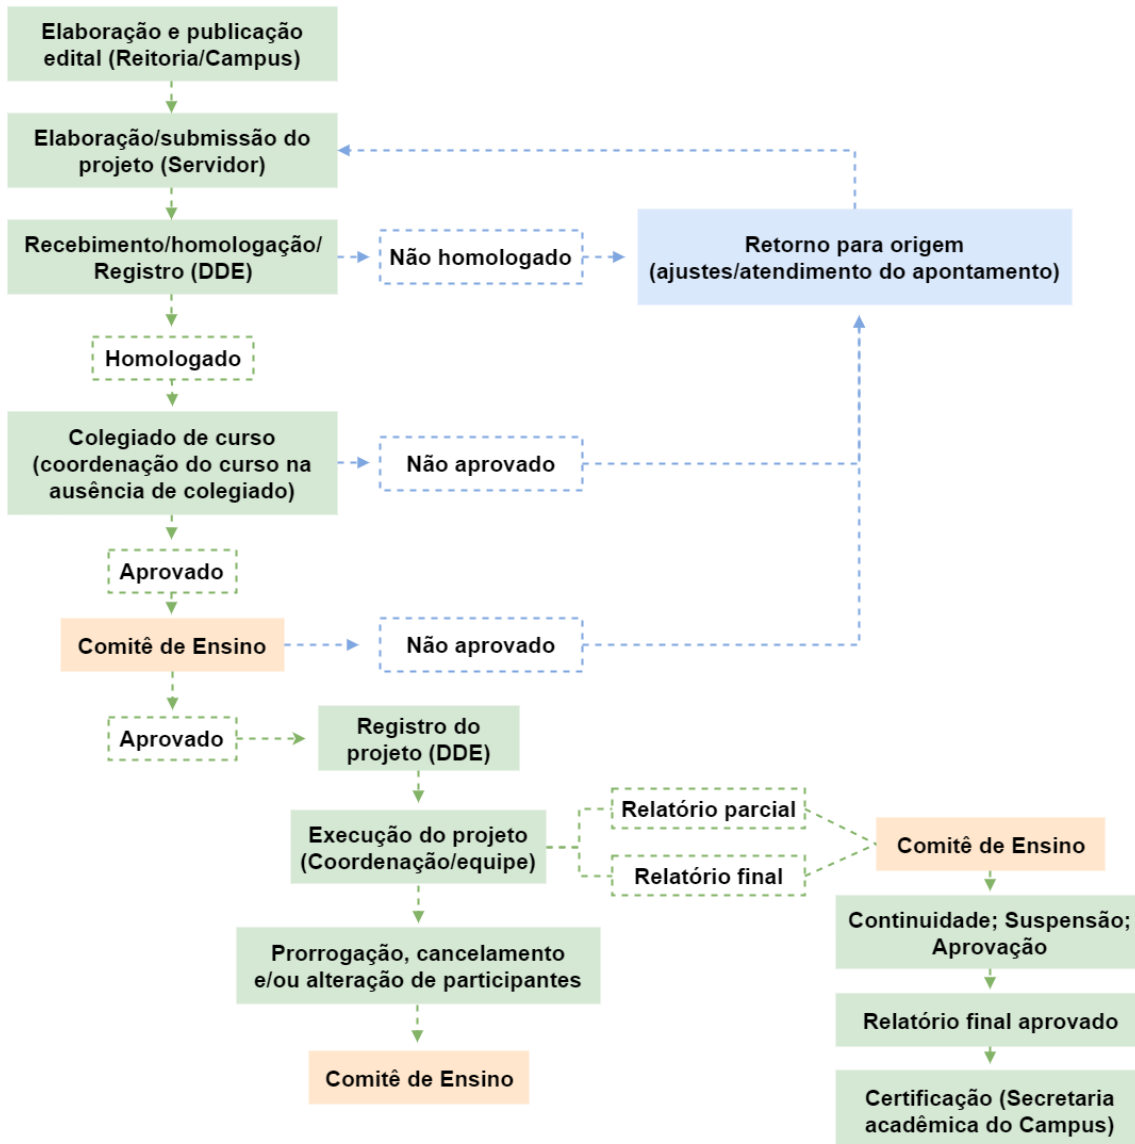 Elaboração e publicação
edital (Reitoria/Campus)
Elaboração/submissão do
projeto (Servidor)
Recebimento/homologação/
Registro (DDE)
Não homologado
Retorno para origem
(ajustes/atendimento do apontamento)
Homologado
Colegiado de curso
(coordenação do curso na
ausência de colegiado)
Não aprovado
Aprovado
Comitê de Ensino
Não aprovado
Aprovado
Registro do
projeto (DDE)
Execução do projeto
(Coordenação/equipe)
Relatório parcial
Relatório final
Comitê de Ensino
Prorrogação, cancelamento
e/ou alteração de participantes
Comitê de Ensino
Continuidade; Suspensão;
Aprovação
Relatório final aprovado
Certificação (Secretaria
acadêmica do Campus)